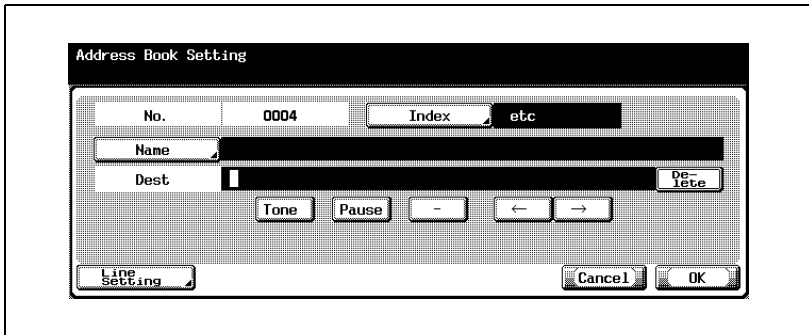 Address Book Setting
No. 0004 Index etc
Name
Dest De-lete
Tone Pause - ← →
Line Setting Cancel OK